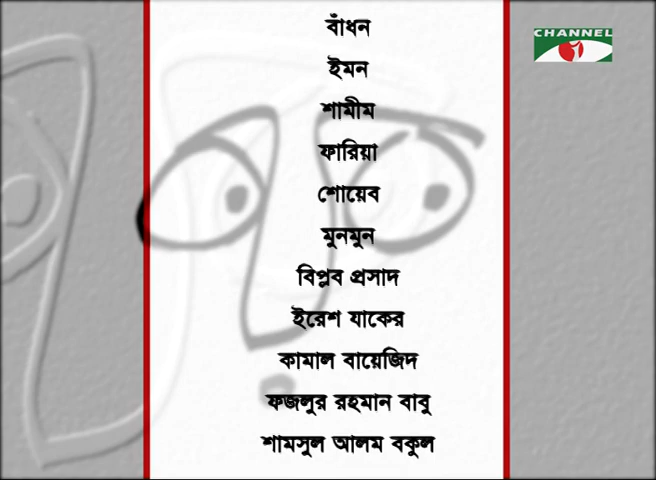 বাঁধন
CHANNEL
i
ইমন
শামীম
ফারিয়া
শোয়েব
মুনমুন
বিপ্লব প্রসাদ
ইরেশ যাকের
কামাল বায়েজিদ
ফজলুর রহমান বাবু
শামসুল আলম বকুল